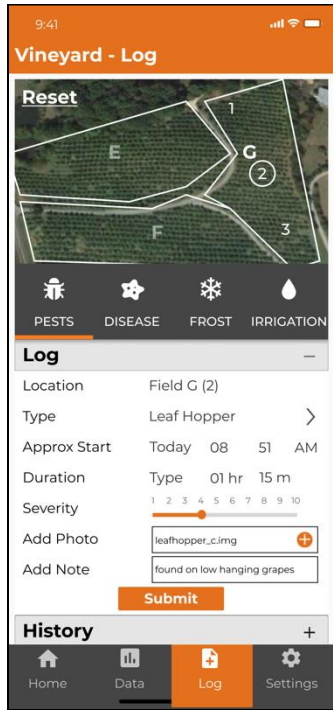 9:41
Vineyard - Log
Reset
1
E
G
2
F
3
PESTS DISEASE FROST IRRIGATION
Log −
Location Field G (2)
Type Leaf Hopper
Approx Start Today 08 51 AM
Duration Type 01 hr 15 m
1 2 3 4 5 6 7 8 9 10
Severity
Add Photo leafhopper_c.img
Add Note found on low hanging grapes
Submit
History +
Home Data Log Settings